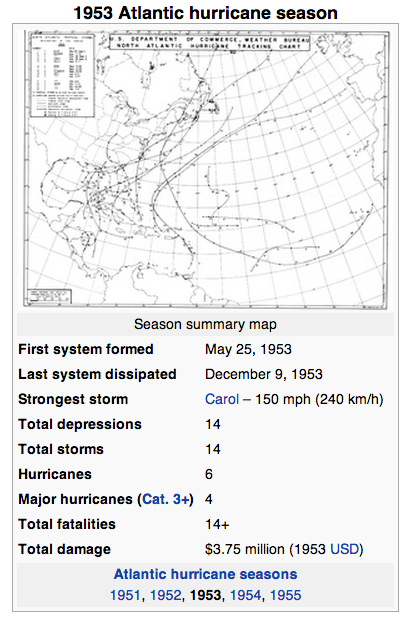 1953 Atlantic hurricane season
U.S. DEPARTMENT OF COMMERCE, WEATHER BUREAU
NORTH ATLANTIC HURRICANE TRACKING CHART
Season summary map
First system formed May 25, 1953
Last system dissipated December 9, 1953
Strongest storm Carol – 150 mph (240 km/h)
Total depressions 14
Total storms 14
Hurricanes 6
Major hurricanes (Cat. 3+) 4
Total fatalities 14+
Total damage $3.75 million (1953 USD)
Atlantic hurricane seasons
1951, 1952, 1953, 1954, 1955